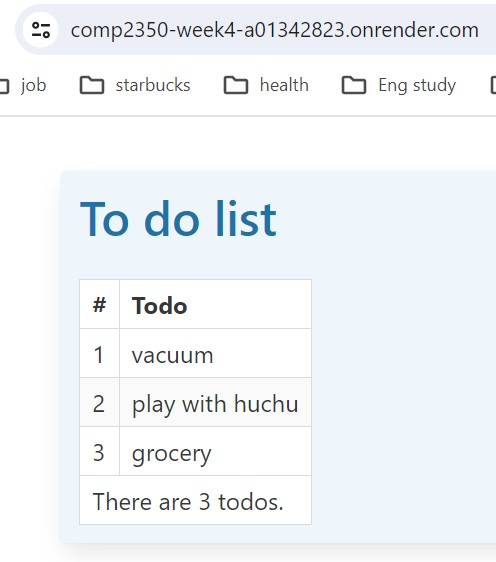 comp2350-week4-a01342823.onrender.com
job starbucks health Eng study
To do list
# Todo
1 vacuum
2 play with huchu
3 grocery
There are 3 todos.